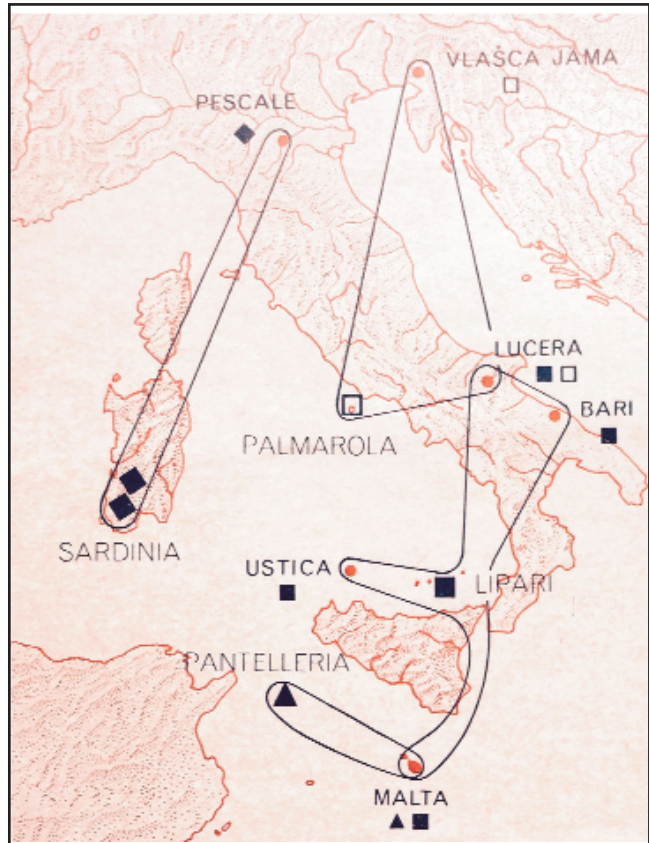 VLAŠCA JAMA
PESCALE
LUCERA
BARI
PALMAROLA
SARDINIA
USTICA
LIPARI
PANTELLERIA
MALTA